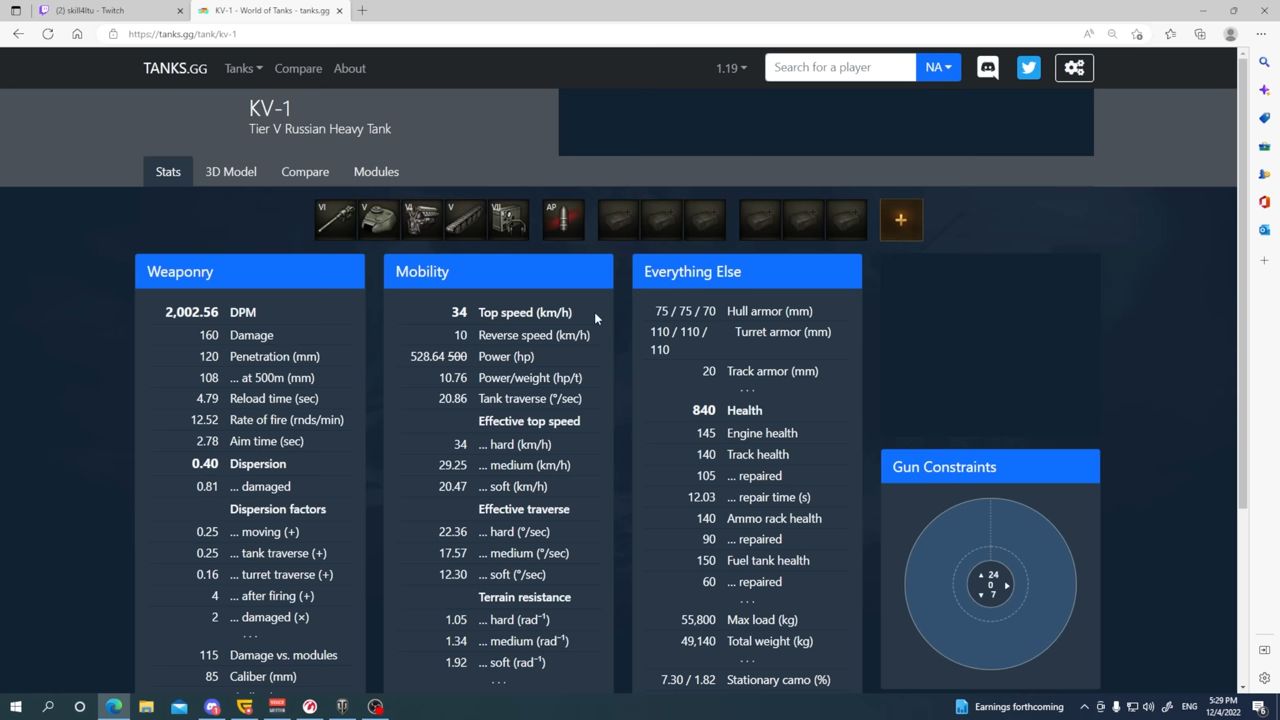 (2) skill4ltu - Twitch
KV-1 - World of Tanks - tanks.gg
https://tanks.gg/tank/kv-1
TANKS.GG
Tanks
Compare
About
1.19
Search for a player
NA
KV-1
Tier V Russian Heavy Tank
Stats
3D Model
Compare
Modules
VI
V
V
VII
AP
Weaponry
2,002.56 DPM
160 Damage
120 Penetration (mm)
108 ... at 500m (mm)
4.79 Reload time (sec)
12.52 Rate of fire (rnds/min)
2.78 Aim time (sec)
0.40 Dispersion
0.81 ... damaged
Dispersion factors
0.25 ... moving (+)
0.25 ... tank traverse (+)
0.16 ... turret traverse (+)
4 ... after firing (+)
2 ... damaged (×)
...
115 Damage vs. modules
85 Caliber (mm)
Mobility
34 Top speed (km/h)
10 Reverse speed (km/h)
528.64 500 Power (hp)
10.76 Power/weight (hp/t)
20.86 Tank traverse (°/sec)
Effective top speed
34 ... hard (km/h)
29.25 ... medium (km/h)
20.47 ... soft (km/h)
Effective traverse
22.36 ... hard (°/sec)
17.57 ... medium (°/sec)
12.30 ... soft (°/sec)
Terrain resistance
1.05 ... hard (rad⁻¹)
1.34 ... medium (rad⁻¹)
1.92 ... soft (rad⁻¹)
...
Everything Else
75 / 75 / 70 Hull armor (mm)
110 / 110 / Turret armor (mm)
110
20 Track armor (mm)
...
840 Health
145 Engine health
140 Track health
105 ... repaired
12.03 ... repair time (s)
140 Ammo rack health
90 ... repaired
150 Fuel tank health
60 ... repaired
...
55,800 Max load (kg)
49,140 Total weight (kg)
...
7.30 / 1.82 Stationary camo (%)
Gun Constraints
24
0
7
Earnings forthcoming
ENG
5:29 PM
12/4/2022
6